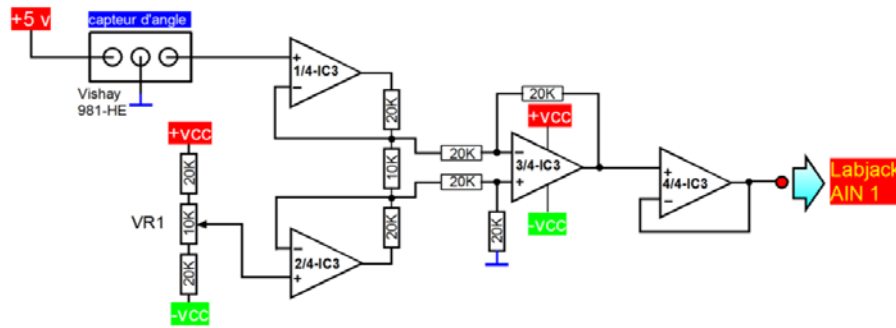 +5 v
capteur d'angle
Vishay
981-HE
+
1/4-IC3
−
20K
10K
20K
+vcc
20K
VR1
10K
20K
-vcc
−
2/4-IC3
+
20K
20K
20K
+vcc
−
3/4-IC3
+
-vcc
20K
+
4/4-IC3
−
Labjack
AIN 1